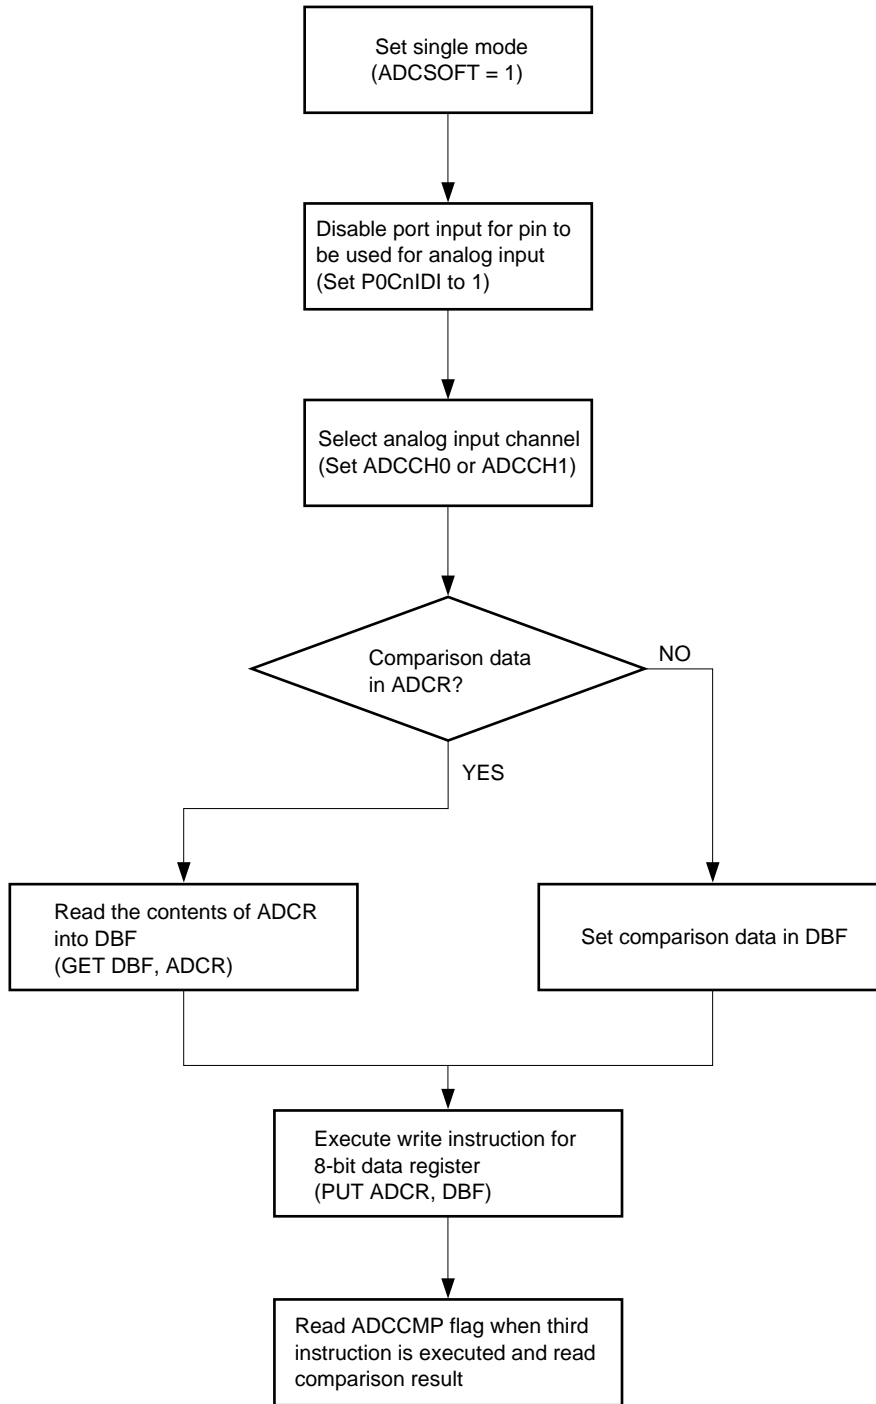 Set single mode
(ADCSOFT = 1)
Disable port input for pin to
be used for analog input
(Set P0CnIDI to 1)
Select analog input channel
(Set ADCCH0 or ADCCH1)
Comparison data
in ADCR?
NO
YES
Read the contents of ADCR
into DBF
(GET DBF, ADCR)
Set comparison data in DBF
Execute write instruction for
8-bit data register
(PUT ADCR, DBF)
Read ADCCMP flag when third
instruction is executed and read
comparison result